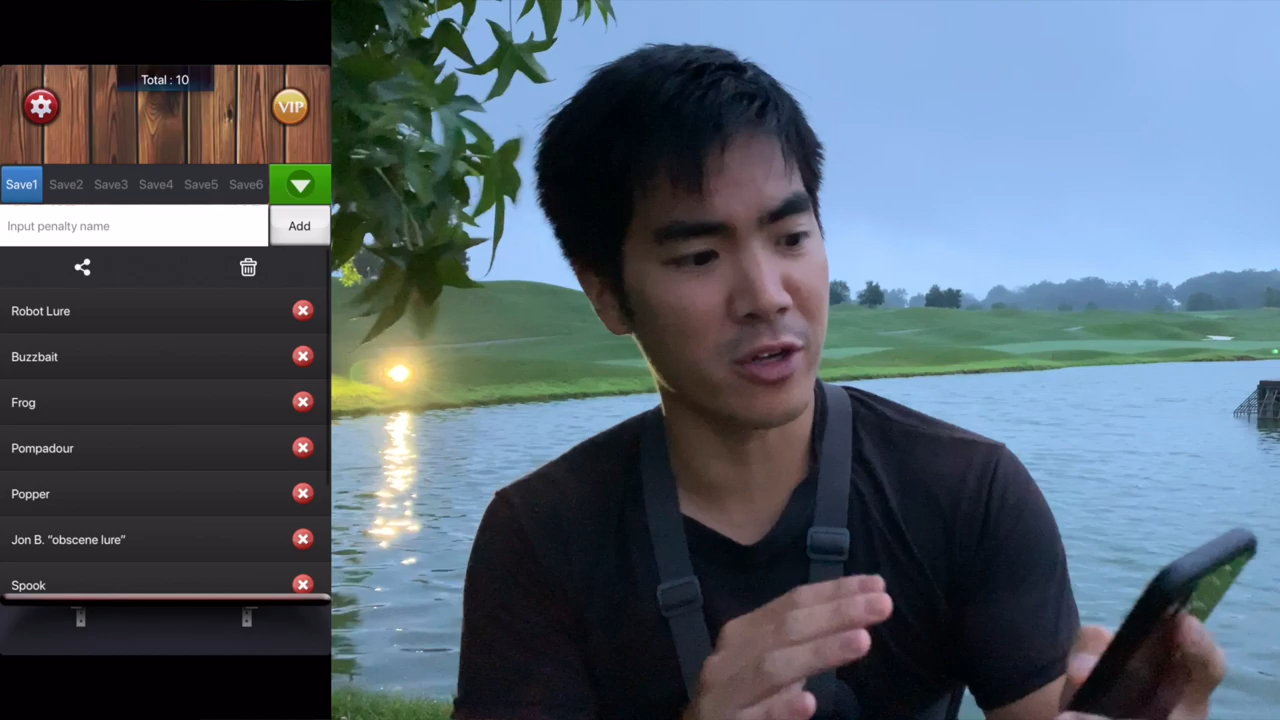 Total : 10
VIP
Save1 Save2 Save3 Save4 Save5 Save6
Input penalty name Add
Robot Lure
Buzzbait
Frog
Pompadour
Popper
Jon B. “obscene lure”
Spook